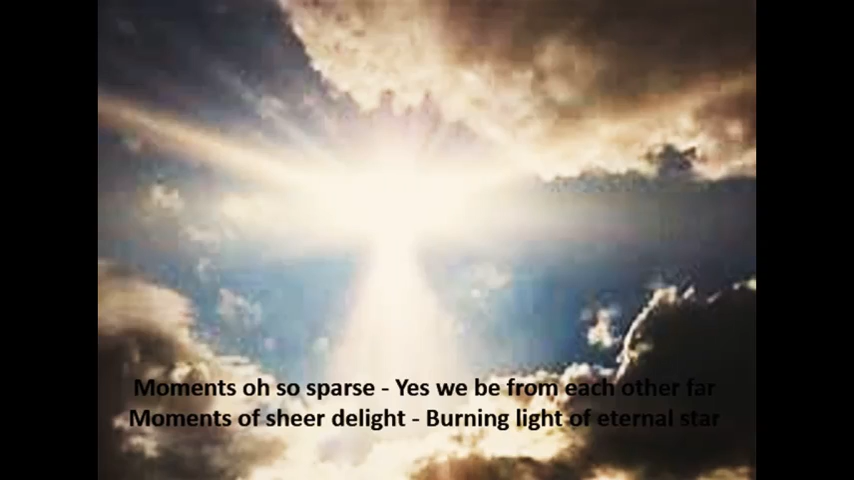 Moments oh so sparse - Yes we be from each other far
Moments of sheer delight - Burning light of eternal star